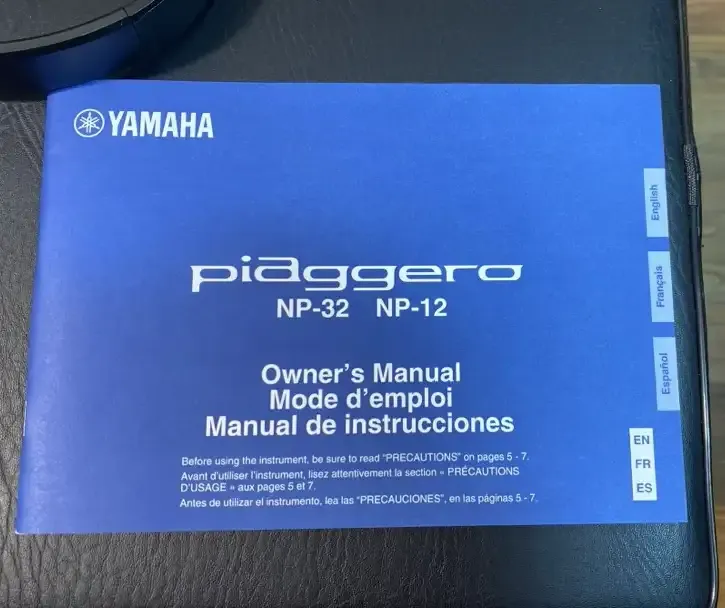 YAMAHA
piaggero
NP-32 NP-12
Owner's Manual
Mode d'emploi
Manual de instrucciones
Before using the instrument, be sure to read "PRECAUTIONS" on pages 5 - 7.
Avant d'utiliser l'instrument, lisez attentivement la section « PRÉCAUTIONS
D'USAGE » aux pages 5 et 7.
Antes de utilizar el instrumento, lea las "PRECAUCIONES", en las páginas 5 - 7.
English
Français
Español
EN
FR
ES